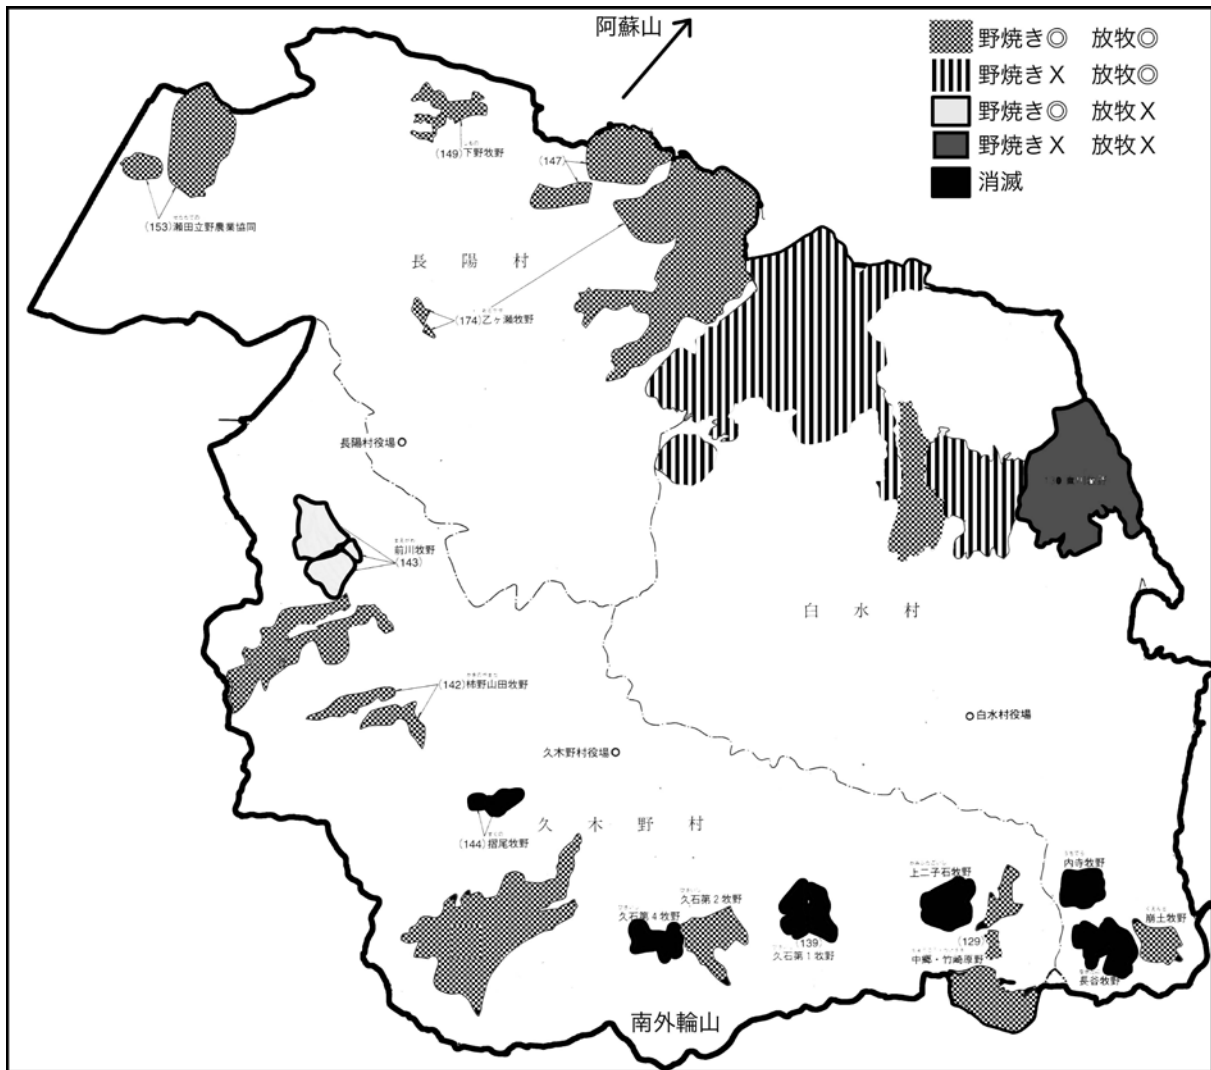 阿蘇山
野焼き◎ 放牧◎
野焼きX 放牧◎
野焼き◎ 放牧X
野焼きX 放牧X
消滅
(149)下野牧野
(147)
(153)瀬田立野農業協同
長陽村
(174)乙ヶ瀬牧野
長陽村役場
前川牧野
(143)
白水村
(142)柿野山田牧野
白水村役場
久木野村役場
久木野村
(144)摺尾牧野
内寺牧野
上二子石牧野
久石第2牧野
久石第4牧野
崩土牧野
(139)
久石第1牧野
(129)
中郷・竹崎原野
長谷牧野
南外輪山